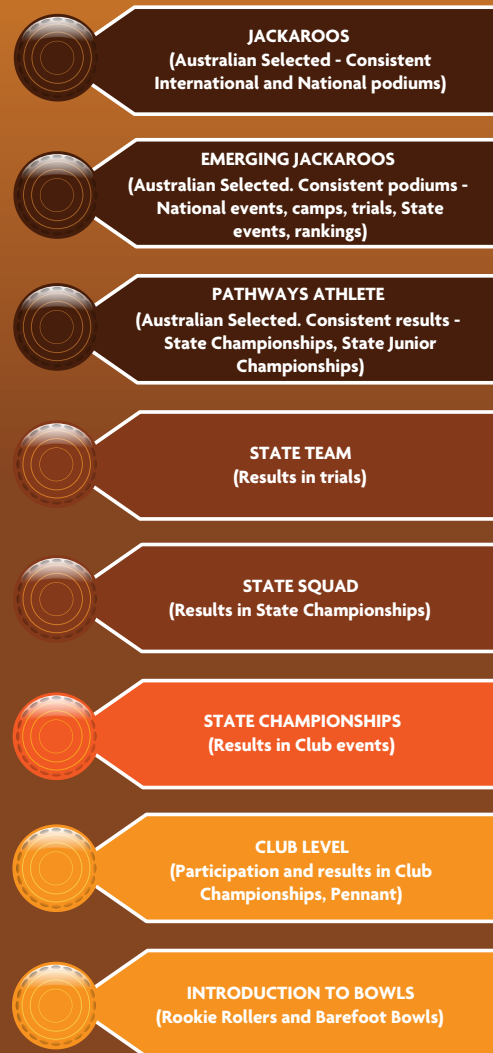 JACKAROOS
(Australian Selected - Consistent
International and National podiums)
EMERGING JACKAROOS
(Australian Selected. Consistent podiums -
National events, camps, trials, State
events, rankings)
PATHWAYS ATHLETE
(Australian Selected. Consistent results -
State Championships, State Junior
Championships)
STATE TEAM
(Results in trials)
STATE SQUAD
(Results in State Championships)
STATE CHAMPIONSHIPS
(Results in Club events)
CLUB LEVEL
(Participation and results in Club
Championships, Pennant)
INTRODUCTION TO BOWLS
(Rookie Rollers and Barefoot Bowls)